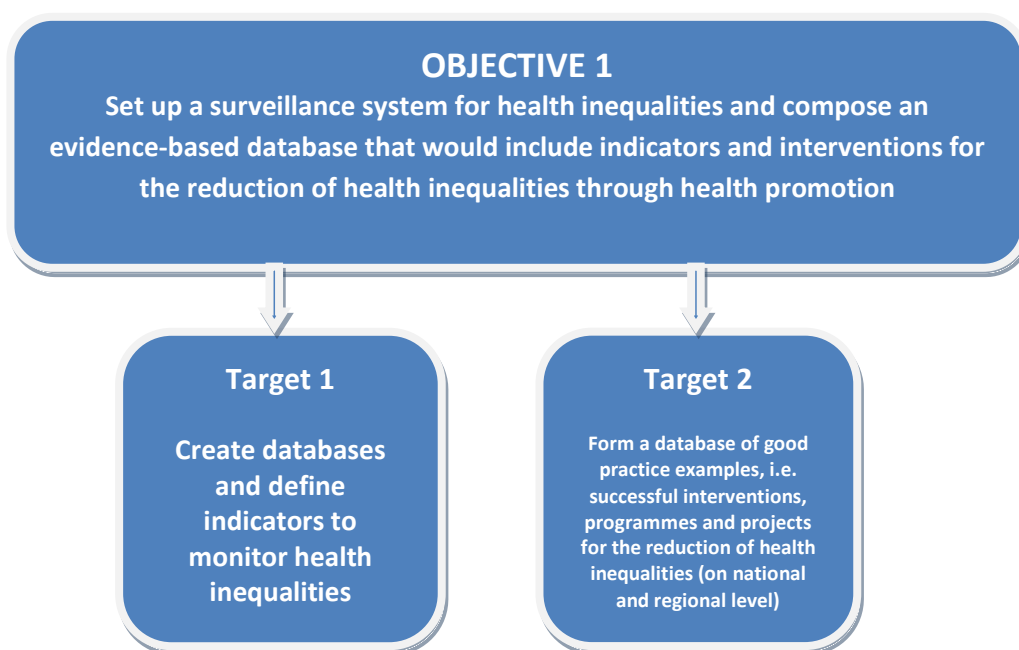 OBJECTIVE 1
Set up a surveillance system for health inequalities and compose an
evidence-based database that would include indicators and interventions for
the reduction of health inequalities through health promotion
Target 1
Create databases
and define
indicators to
monitor health
inequalities
Target 2
Form a database of good
practice examples, i.e.
successful interventions,
programmes and projects
for the reduction of health
inequalities (on national
and regional level)